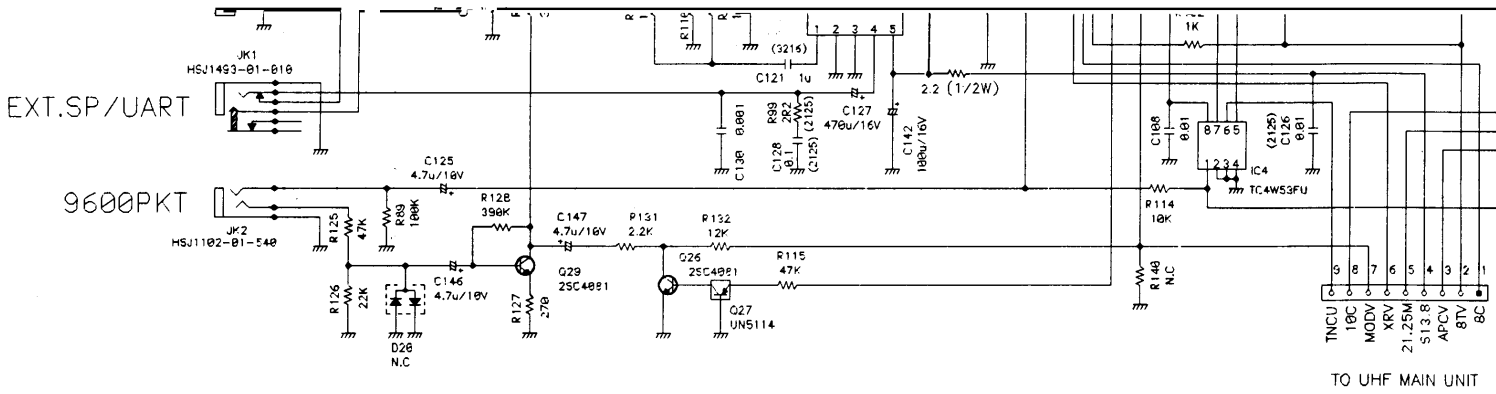 JK1
HSJ1493-01-010
EXT.SP/UART
9600PKT
JK2
HSJ1102-01-540
R125
47K
R126
22K
R89
100K
D20
N.C
C125
4.7u/10V
C146
4.7u/10V
R128
390K
Q29
2SC4081
R127
270
C147
4.7u/10V
R131
2.2K
R132
12K
Q26
2SC4081
Q27
UN5114
R115
47K
R110
(3216)
C121 1u
1 2 3 4 5
C130 0.001
R99
2R2
(2125)
C128
0.1
(2125)
C127
470u/16V
C142
100u/16V
2.2 (1/2W)
1K
C108
0.01
8765
1234
IC4
TC4W53FU
(2125)
C126
0.01
R114
10K
R140
N.C
9 8 7 6 5 4 3 2 1
TNCU
10C
MODV
XRV
21.25M
S13.8
APCV
8TV
8C
TO UHF MAIN UNIT